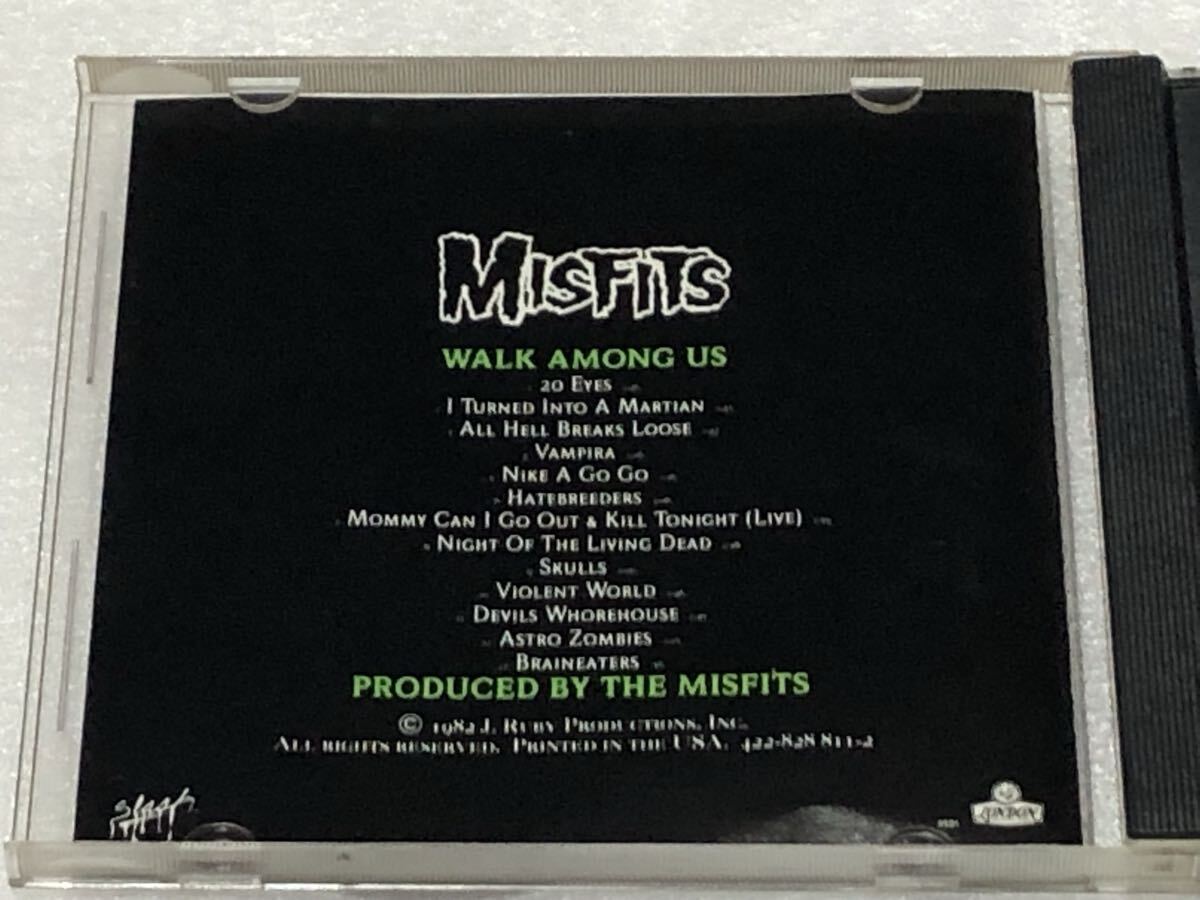 MISFITS
WALK AMONG US
20 EYES
I TURNED INTO A MARTIAN
ALL HELL BREAKS LOOSE
VAMPIRA
NIKE A GO GO
HATEBREEDERS
MOMMY CAN I GO OUT & KILL TONIGHT (LIVE)
NIGHT OF THE LIVING DEAD
SKULLS
VIOLENT WORLD
DEVILS WHOREHOUSE
ASTRO ZOMBIES
BRAINEATERS
PRODUCED BY THE MISFITS
© 1982 J. RUBY PRODUCTIONS, INC.
ALL RIGHTS RESERVED. PRINTED IN THE USA. 422-828 811-2
slash
LONDON